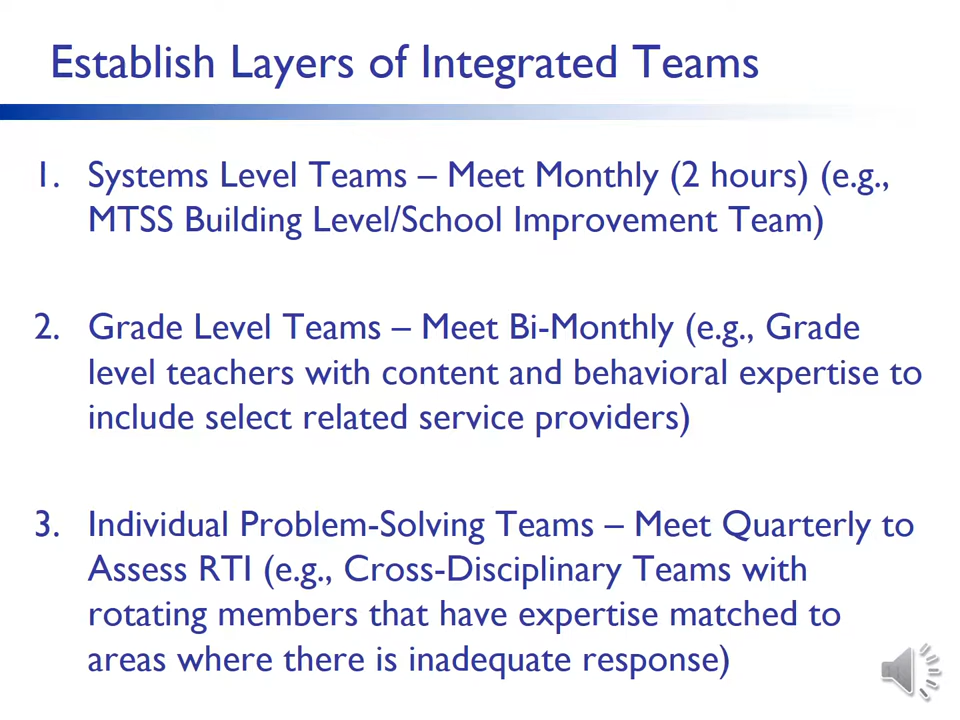 Establish Layers of Integrated Teams
1. Systems Level Teams – Meet Monthly (2 hours) (e.g.,
MTSS Building Level/School Improvement Team)
2. Grade Level Teams – Meet Bi-Monthly (e.g., Grade
level teachers with content and behavioral expertise to
include select related service providers)
3. Individual Problem-Solving Teams – Meet Quarterly to
Assess RTI (e.g., Cross-Disciplinary Teams with
rotating members that have expertise matched to
areas where there is inadequate response)